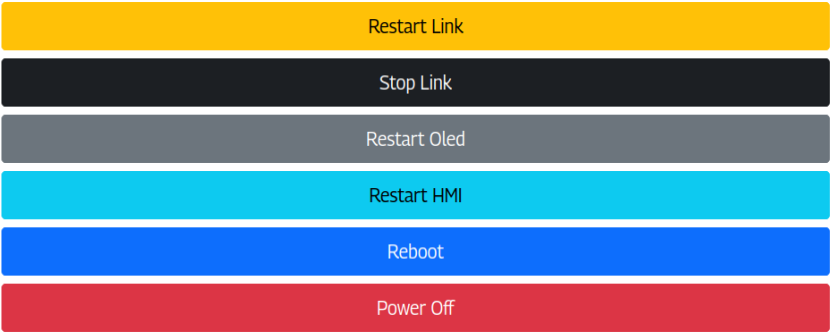 Restart Link
Stop Link
Restart Oled
Restart HMI
Reboot
Power Off